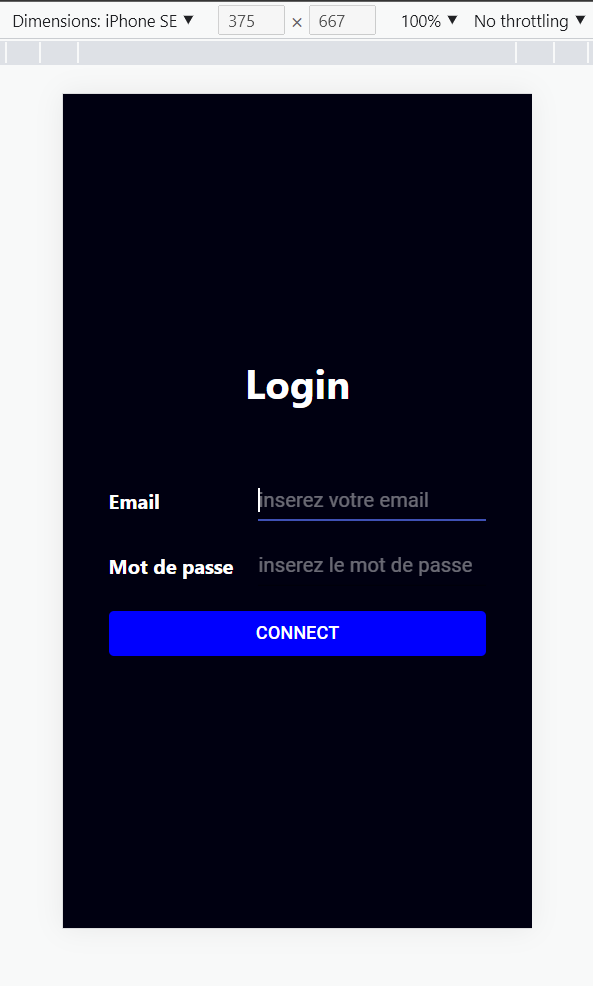 Dimensions: iPhone SE ▼ 375 × 667 100% ▼ No throttling ▼
Login
Email inserez votre email
Mot de passe inserez le mot de passe
CONNECT